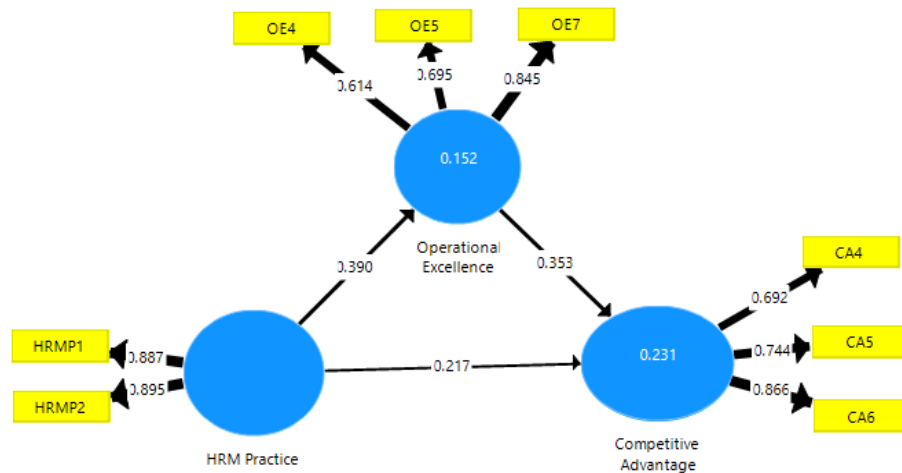 OE4
OE5
OE7
0.614
0.695
0.845
0.152
Operational
Excellence
0.390
0.353
CA4
0.692
HRMP1
0.887
0.217
0.231
0.744
CA5
HRMP2
0.895
0.866
CA6
HRM Practice
Competitive
Advantage